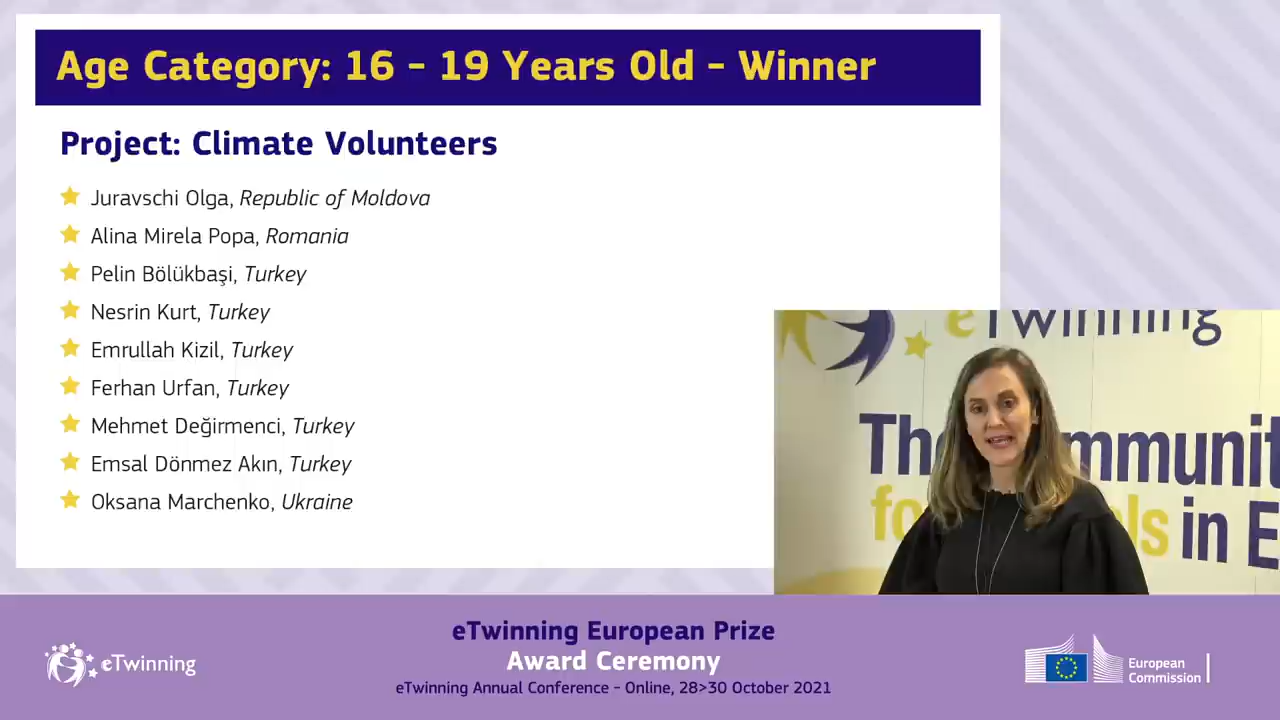 Age Category: 16 – 19 Years Old – Winner
Project: Climate Volunteers
Juravschi Olga, Republic of Moldova
Alina Mirela Popa, Romania
Pelin Bölükbaşi, Turkey
Nesrin Kurt, Turkey
Emrullah Kizil, Turkey
Ferhan Urfan, Turkey
Mehmet Değirmenci, Turkey
Emsal Dönmez Akın, Turkey
Oksana Marchenko, Ukraine
eTwinning
in
eTwinning European Prize
Award Ceremony
eTwinning Annual Conference – Online, 28>30 October 2021
eTwinning
European
Commission